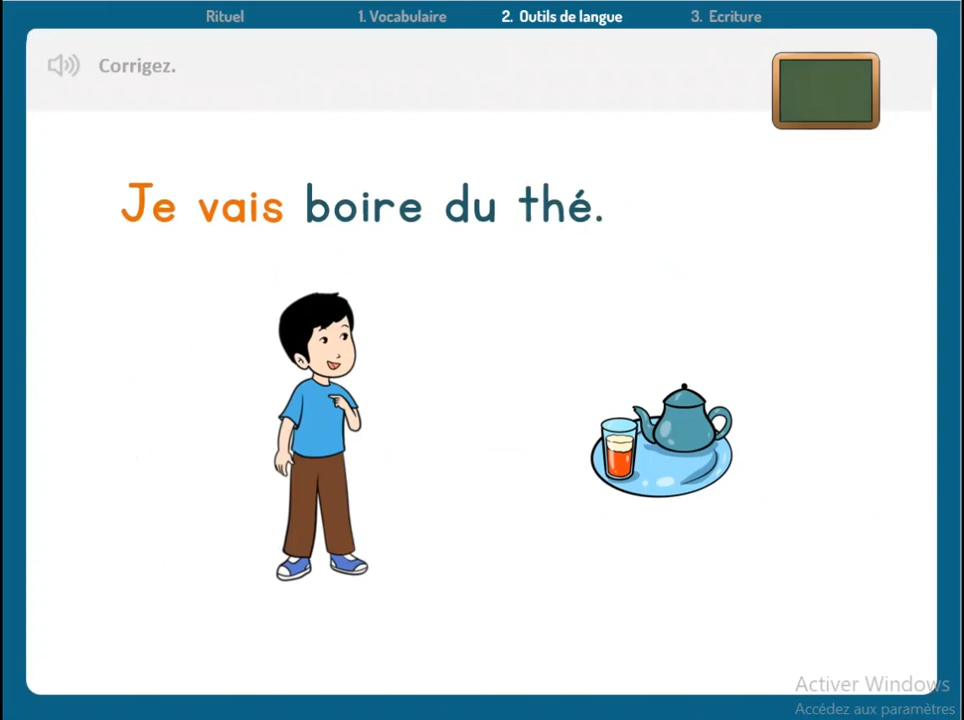 Rituel 1. Vocabulaire 2. Outils de langue 3. Ecriture
Corrigez.
Je vais boire du thé.
Activer Windows
Accédez aux paramètres